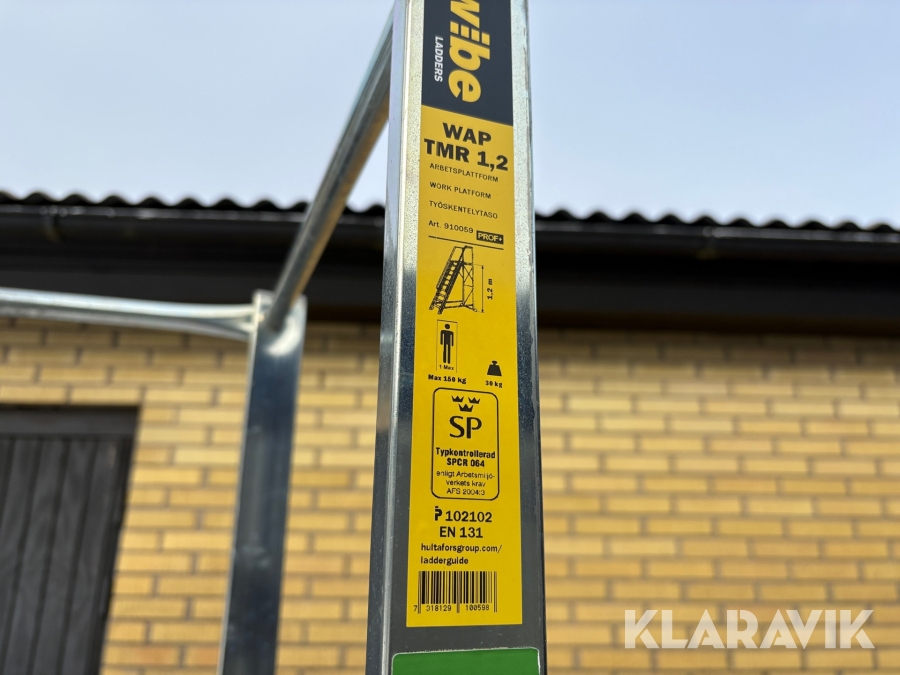 wibe
LADDERS
WAP
TMR 1,2
ARBETSPLATTFORM
WORK PLATFORM
TYÖSKENTELYTASO
Art. 910059 PROF+
1,2 m
1 Max
Max 150 kg
30 kg
SP
Typkontrollerad
SPCR 064
enligt Arbetsmiljö-
verkets krav
AFS 2004:3
P 102102
EN 131
hultaforsgroup.com/
ladderguide
7 018129 100598
KLARAVIK